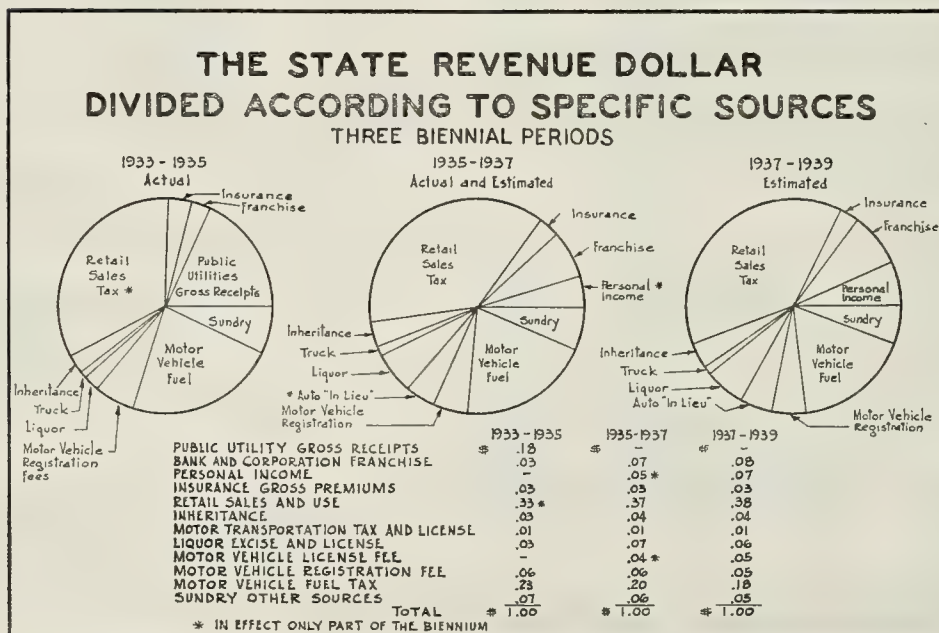 THE STATE REVENUE DOLLAR
DIVIDED ACCORDING TO SPECIFIC SOURCES
THREE BIENNIAL PERIODS
1933 - 1935
Actual
Insurance
Franchise
Retail
Sales
Tax *
Public
Utilities
Gross Receipts
Sundry
Motor
Vehicle
Fuel
Inheritance
Truck
Liquor
Motor Vehicle
Registration
Fees
1935-1937
Actual and Estimated
Insurance
Franchise
Retail
Sales
Tax
Personal *
Income
Sundry
Motor
Vehicle
Fuel
Inheritance
Truck
Liquor
* Auto "In Lieu"
Motor Vehicle
Registration
1937-1939
Estimated
Insurance
Franchise
Retail
Sales
Tax
Personal
Income
Sundry
Motor
Vehicle
Fuel
Inheritance
Truck
Liquor
Auto "In Lieu"
Motor Vehicle
Registration
1933-1935 1935-1937 1937-1939
PUBLIC UTILITY GROSS RECEIPTS $ .18 $ - $ -
BANK AND CORPORATION FRANCHISE .03 .07 .08
PERSONAL INCOME - .05 * .07
INSURANCE GROSS PREMIUMS .03 .03 .03
RETAIL SALES AND USE .33 * .37 .38
INHERITANCE .03 .04 .04
MOTOR TRANSPORTATION TAX AND LICENSE .01 .01 .01
LIQUOR EXCISE AND LICENSE .03 .07 .06
MOTOR VEHICLE LICENSE FEE - .04 * .05
MOTOR VEHICLE REGISTRATION FEE .06 .06 .05
MOTOR VEHICLE FUEL TAX .23 .20 .18
SUNDRY OTHER SOURCES .07 .06 .05
TOTAL $ 1.00 $ 1.00 $ 1.00
* IN EFFECT ONLY PART OF THE BIENNIUM